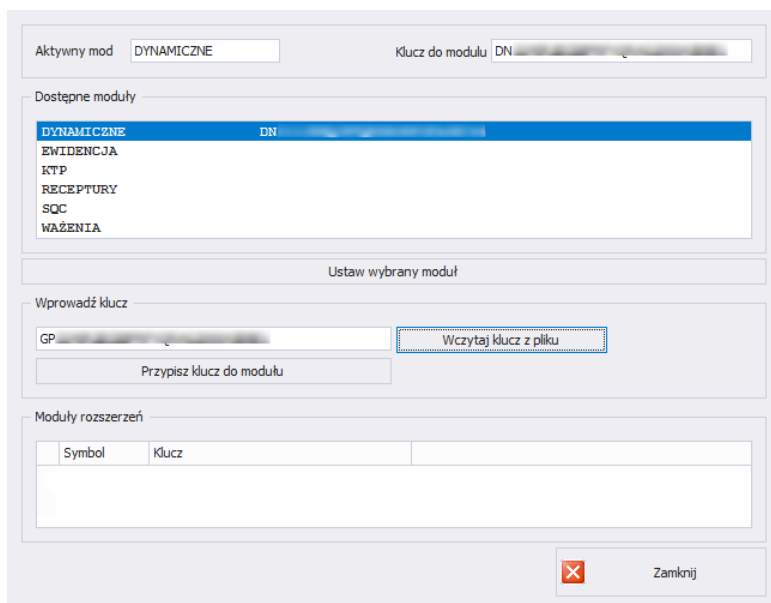 Aktywny mod DYNAMICZNE Klucz do modulu DN
Dostępne moduły
DYNAMICZNE DN
EWIDENCJA
KTP
RECEPTURY
SQC
WAŻENIA
Ustaw wybrany moduł
Wprowadź klucz
GP Wczytaj klucz z pliku
Przypisz klucz do modułu
Moduły rozszerzeń
Symbol Klucz
Zamknij